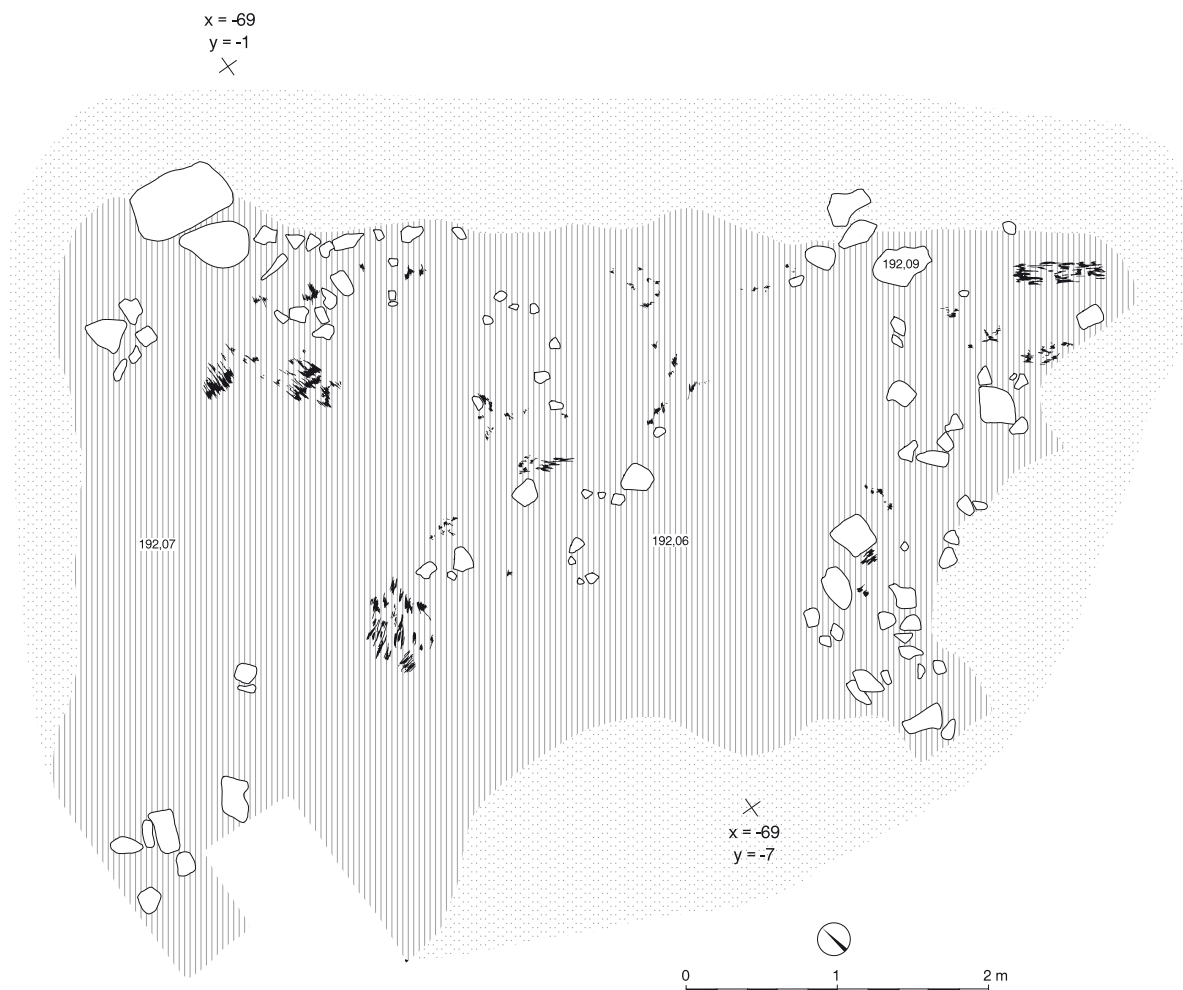 x = -69
y = -1
192,09
192,07
192,06
x = -69
y = -7
0 1 2 m